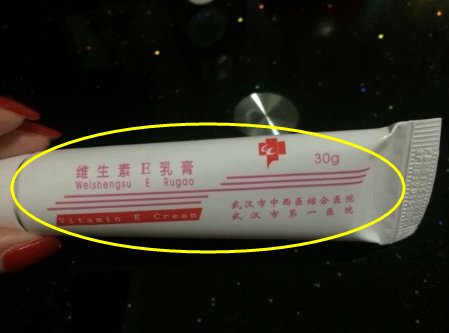 维生素E乳膏
30g
Weishengsu E Rugao
Vitamin E Cream
武汉市中西医结合医院
武汉市第一医院